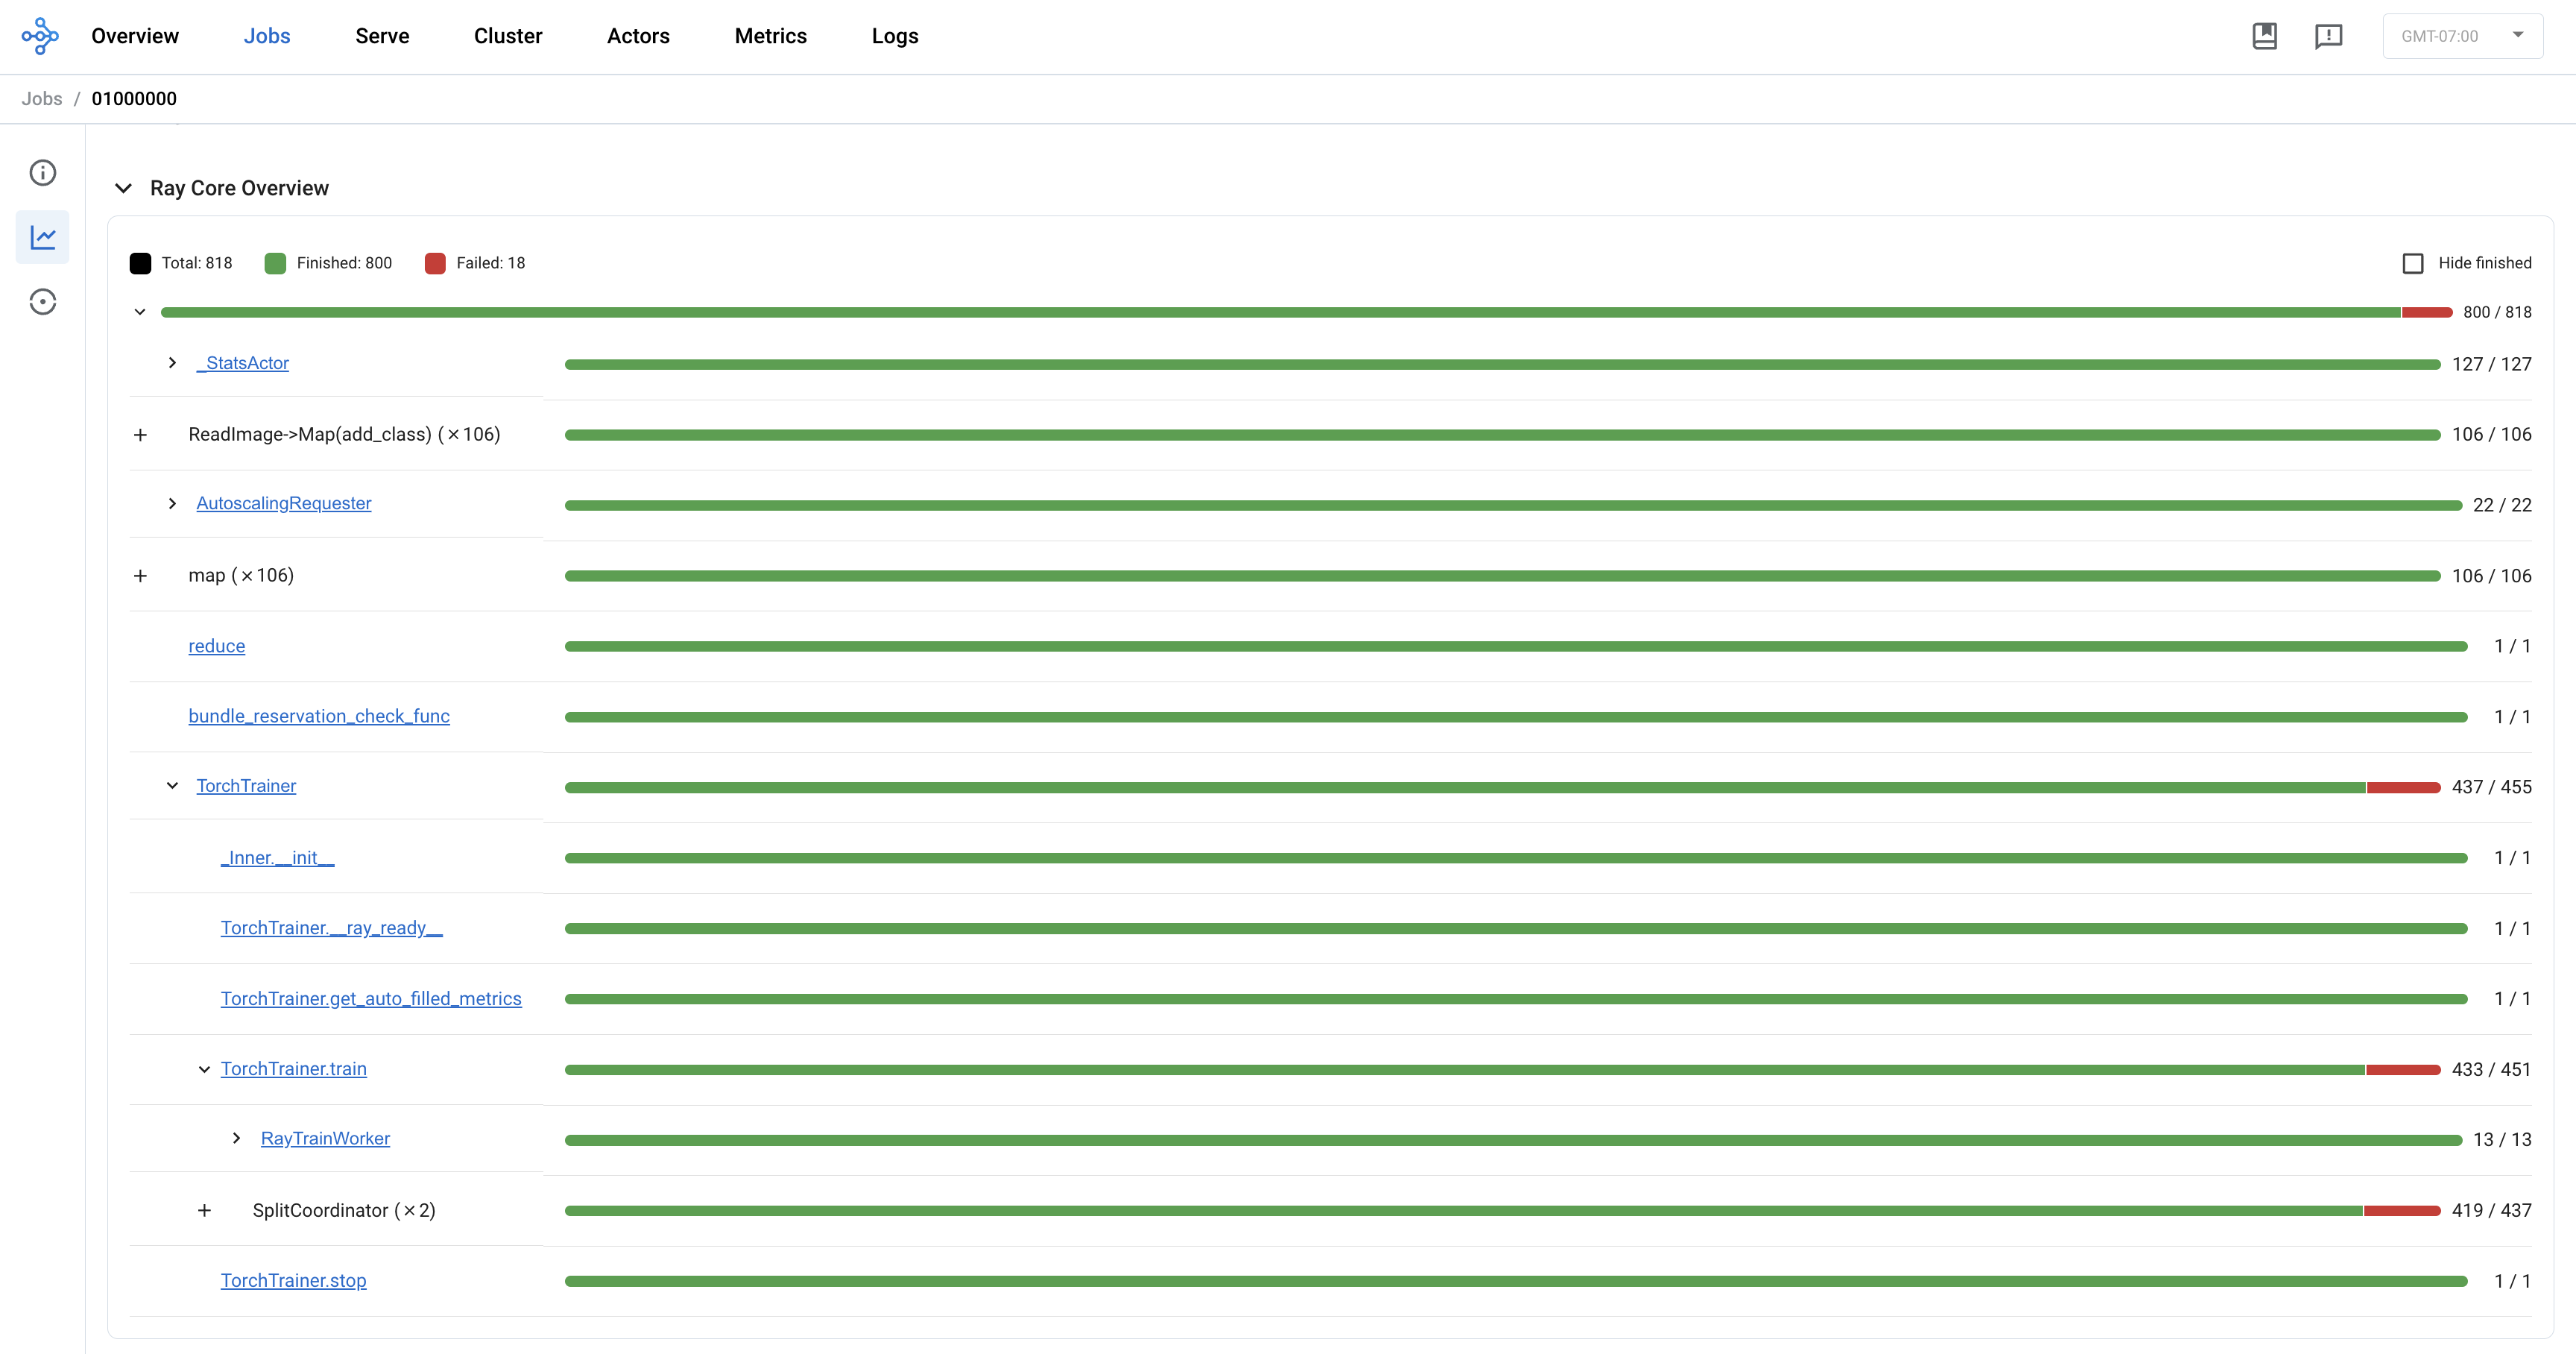 Overview Jobs Serve Cluster Actors Metrics Logs GMT-07:00
Jobs / 01000000
Ray Core Overview
Total: 818 Finished: 800 Failed: 18 Hide finished
800 / 818
_StatsActor 127 / 127
+ ReadImage->Map(add_class) (×106) 106 / 106
AutoscalingRequester 22 / 22
+ map (×106) 106 / 106
reduce 1 / 1
bundle_reservation_check_func 1 / 1
TorchTrainer 437 / 455
_Inner.__init__ 1 / 1
TorchTrainer.__ray_ready__ 1 / 1
TorchTrainer.get_auto_filled_metrics 1 / 1
TorchTrainer.train 433 / 451
RayTrainWorker 13 / 13
+ SplitCoordinator (×2) 419 / 437
TorchTrainer.stop 1 / 1